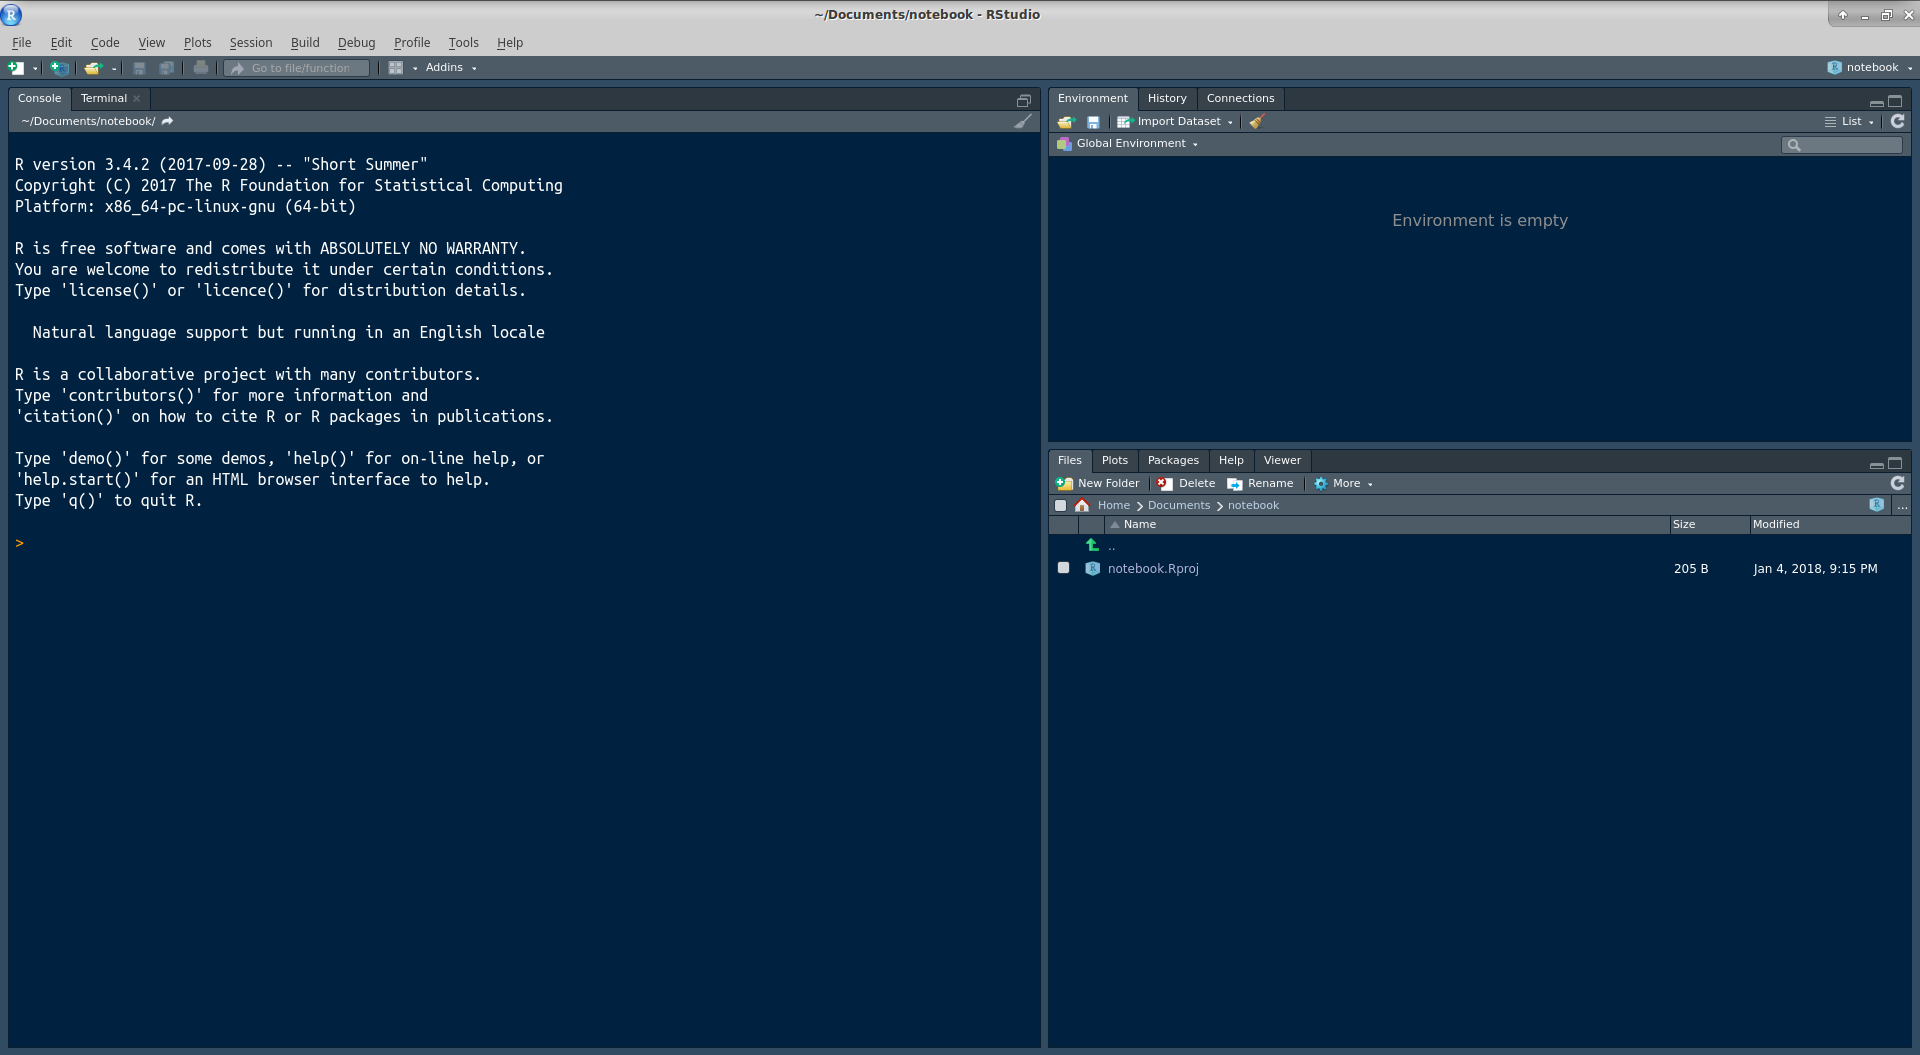 ~/Documents/notebook - RStudio
File Edit Code View Plots Session Build Debug Profile Tools Help
Go to file/function Addins notebook
Console Terminal
~/Documents/notebook/
R version 3.4.2 (2017-09-28) -- "Short Summer"
Copyright (C) 2017 The R Foundation for Statistical Computing
Platform: x86_64-pc-linux-gnu (64-bit)
R is free software and comes with ABSOLUTELY NO WARRANTY.
You are welcome to redistribute it under certain conditions.
Type 'license()' or 'licence()' for distribution details.
Natural language support but running in an English locale
R is a collaborative project with many contributors.
Type 'contributors()' for more information and
'citation()' on how to cite R or R packages in publications.
Type 'demo()' for some demos, 'help()' for on-line help, or
'help.start()' for an HTML browser interface to help.
Type 'q()' to quit R.
>
Environment History Connections
Import Dataset List
Global Environment
Environment is empty
Files Plots Packages Help Viewer
New Folder Delete Rename More
Home Documents notebook ...
Name Size Modified
..
notebook.Rproj 205 B Jan 4, 2018, 9:15 PM